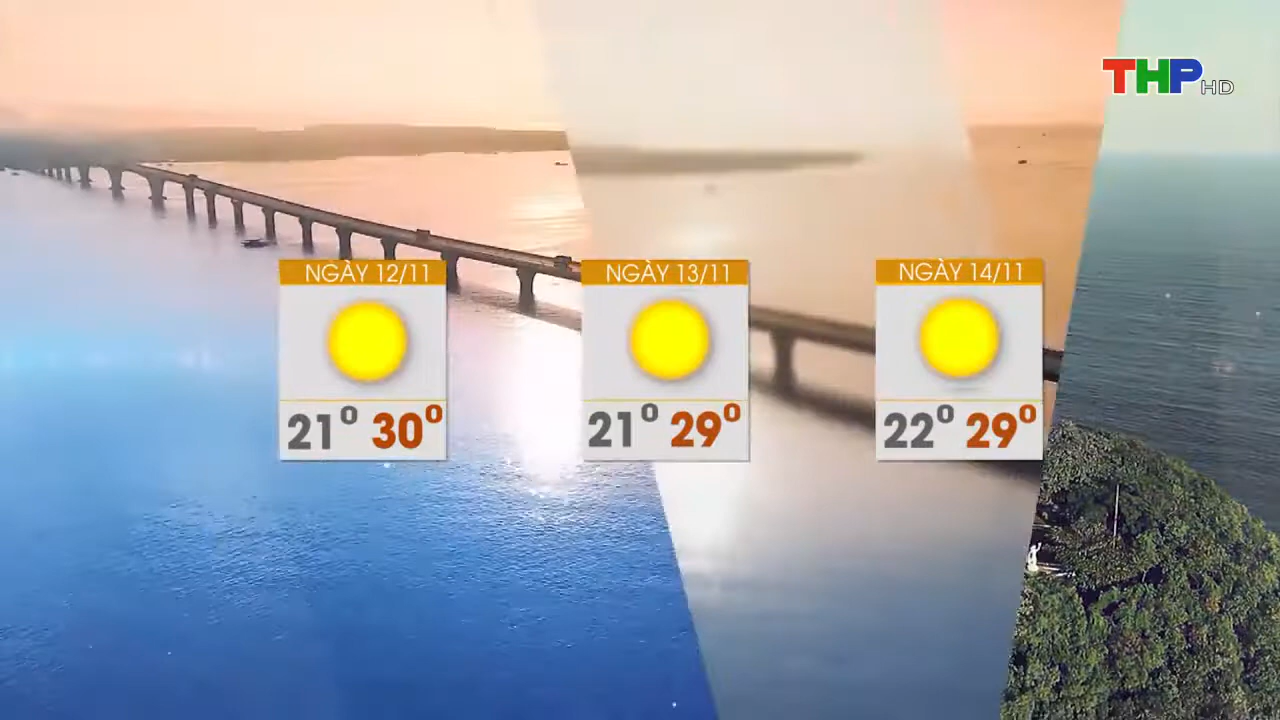 THP HD
NGÀY 12/11
21° 30°
NGÀY 13/11
21° 29°
NGÀY 14/11
22° 29°